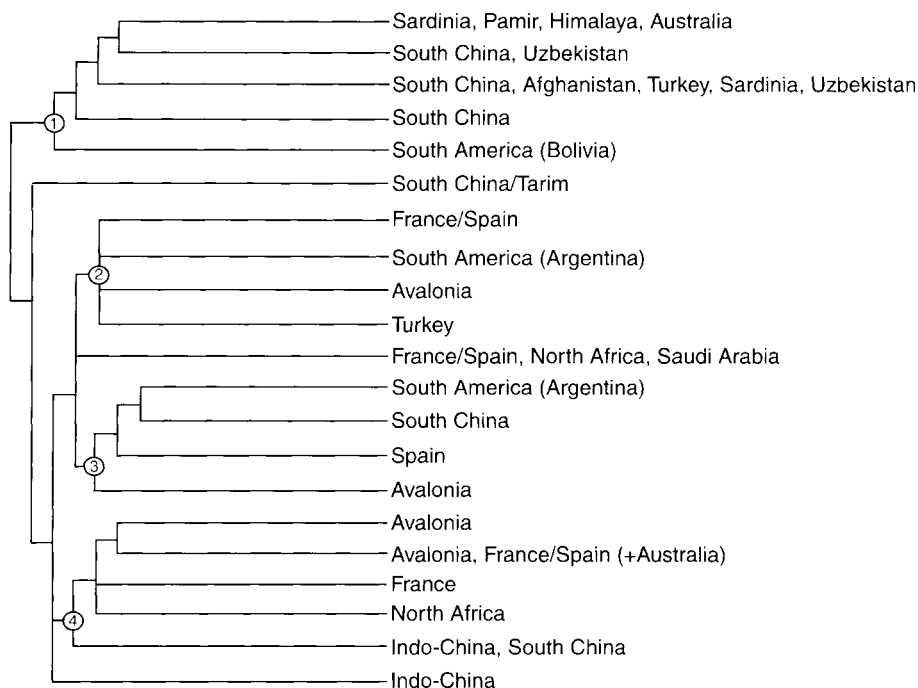 Sardinia, Pamir, Himalaya, Australia
South China, Uzbekistan
South China, Afghanistan, Turkey, Sardinia, Uzbekistan
South China
1
South America (Bolivia)
South China/Tarim
France/Spain
South America (Argentina)
2
Avalonia
Turkey
France/Spain, North Africa, Saudi Arabia
South America (Argentina)
South China
Spain
3
Avalonia
Avalonia
Avalonia, France/Spain (+Australia)
France
North Africa
4
Indo-China, South China
Indo-China